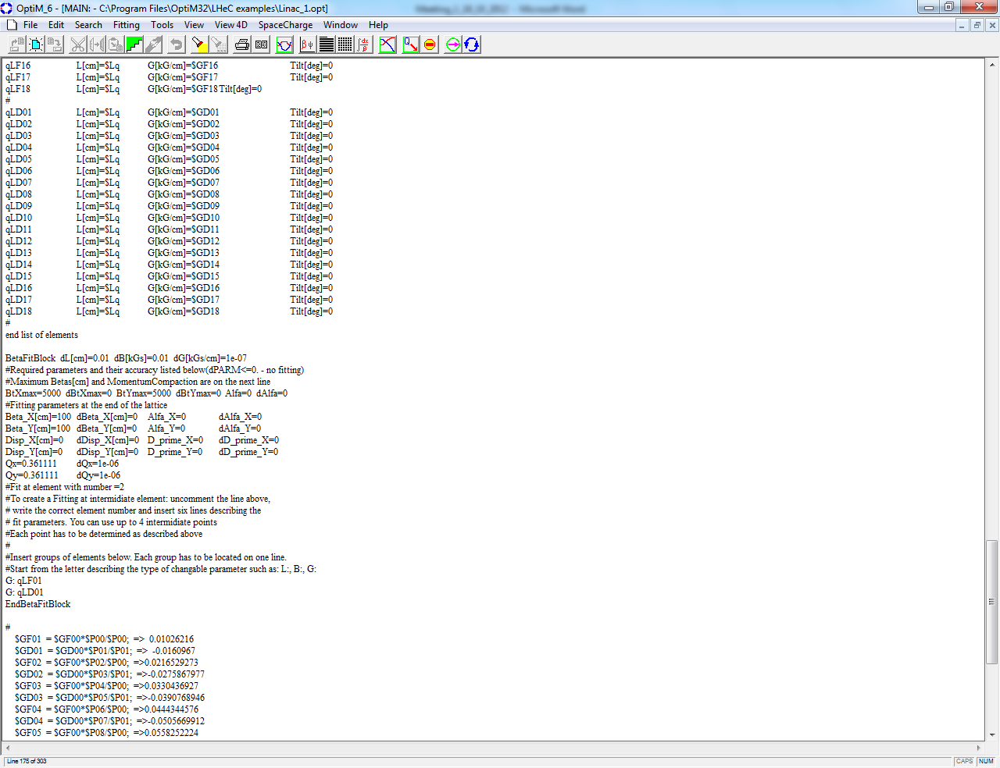 OptiM_6 - [MAIN: - C:\Program Files\OptiM32\LHeC examples\Linac_1.opt]
File Edit Search Fitting Tools View View 4D SpaceCharge Window Help
qLF16 L[cm]=$Lq G[kG/cm]=$GF16 Tilt[deg]=0
qLF17 L[cm]=$Lq G[kG/cm]=$GF17 Tilt[deg]=0
qLF18 L[cm]=$Lq G[kG/cm]=$GF18 Tilt[deg]=0
#
qLD01 L[cm]=$Lq G[kG/cm]=$GD01 Tilt[deg]=0
qLD02 L[cm]=$Lq G[kG/cm]=$GD02 Tilt[deg]=0
qLD03 L[cm]=$Lq G[kG/cm]=$GD03 Tilt[deg]=0
qLD04 L[cm]=$Lq G[kG/cm]=$GD04 Tilt[deg]=0
qLD05 L[cm]=$Lq G[kG/cm]=$GD05 Tilt[deg]=0
qLD06 L[cm]=$Lq G[kG/cm]=$GD06 Tilt[deg]=0
qLD07 L[cm]=$Lq G[kG/cm]=$GD07 Tilt[deg]=0
qLD08 L[cm]=$Lq G[kG/cm]=$GD08 Tilt[deg]=0
qLD09 L[cm]=$Lq G[kG/cm]=$GD09 Tilt[deg]=0
qLD10 L[cm]=$Lq G[kG/cm]=$GD10 Tilt[deg]=0
qLD11 L[cm]=$Lq G[kG/cm]=$GD11 Tilt[deg]=0
qLD12 L[cm]=$Lq G[kG/cm]=$GD12 Tilt[deg]=0
qLD13 L[cm]=$Lq G[kG/cm]=$GD13 Tilt[deg]=0
qLD14 L[cm]=$Lq G[kG/cm]=$GD14 Tilt[deg]=0
qLD15 L[cm]=$Lq G[kG/cm]=$GD15 Tilt[deg]=0
qLD16 L[cm]=$Lq G[kG/cm]=$GD16 Tilt[deg]=0
qLD17 L[cm]=$Lq G[kG/cm]=$GD17 Tilt[deg]=0
qLD18 L[cm]=$Lq G[kG/cm]=$GD18 Tilt[deg]=0
#
end list of elements
BetaFitBlock dL[cm]=0.01 dB[kGs]=0.01 dG[kGs/cm]=1e-07
#Required parameters and their accuracy listed below(dPARM<=0. - no fitting)
#Maximum Betas[cm] and MomentumCompaction are on the next line
BtXmax=5000 dBtXmax=0 BtYmax=5000 dBtYmax=0 Alfa=0 dAlfa=0
#Fitting parameters at the end of the lattice
Beta_X[cm]=100 dBeta_X[cm]=0 Alfa_X=0 dAlfa_X=0
Beta_Y[cm]=100 dBeta_Y[cm]=0 Alfa_Y=0 dAlfa_Y=0
Disp_X[cm]=0 dDisp_X[cm]=0 D_prime_X=0 dD_prime_X=0
Disp_Y[cm]=0 dDisp_Y[cm]=0 D_prime_Y=0 dD_prime_Y=0
Qx=0.361111 dQx=1e-06
Qy=0.361111 dQy=1e-06
#Fit at element with number =2
#To create a Fitting at intermidiate element: uncomment the line above,
# write the correct element number and insert six lines describing the
# fit parameters. You can use up to 4 intermidiate points
#Each point has to be determined as described above
#
#Insert groups of elements below. Each group has to be located on one line.
#Start from the letter describing the type of changable parameter such as: L:, B:, G:
G: qLF01
G: qLD01
EndBetaFitBlock
#
$GF01 = $GF00*$P00/$P00; => 0.01026216
$GD01 = $GD00*$P01/$P01; => -0.0160967
$GF02 = $GF00*$P02/$P00; =>0.0216529273
$GD02 = $GD00*$P03/$P01; =>-0.0275867977
$GF03 = $GF00*$P04/$P00; =>0.0330436927
$GD03 = $GD00*$P05/$P01; =>-0.0390768946
$GF04 = $GF00*$P06/$P00; =>0.0444344576
$GD04 = $GD00*$P07/$P01; =>-0.0505669912
$GF05 = $GF00*$P08/$P00; =>0.0558252224
Line 175 of 303 CAPS NUM